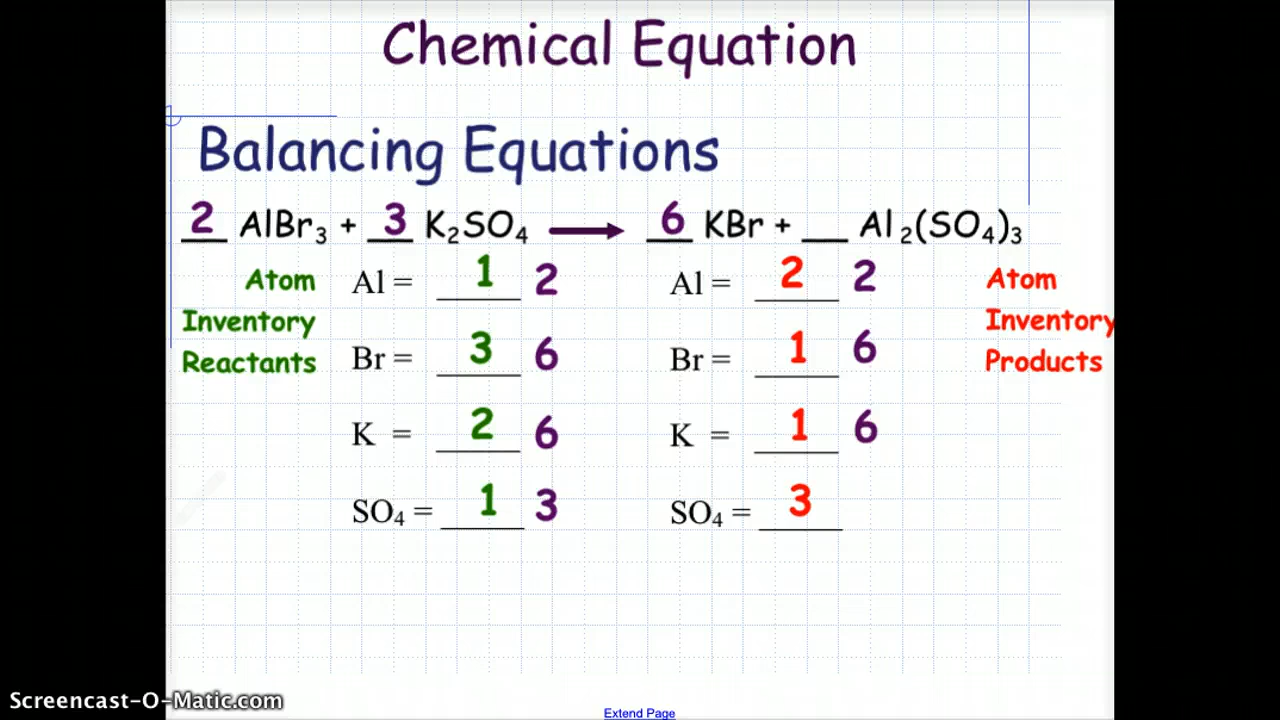 Chemical Equation
Balancing Equations
2 AlBr₃ + 3 K₂SO₄ → 6 KBr + ___ Al₂(SO₄)₃
Atom Inventory Reactants
Al = 1 2
Br = 3 6
K = 2 6
SO₄ = 1 3
Al = 2 2
Br = 1 6
K = 1 6
SO₄ = 3
Atom Inventory Products
Screencast-O-Matic.com
Extend Page